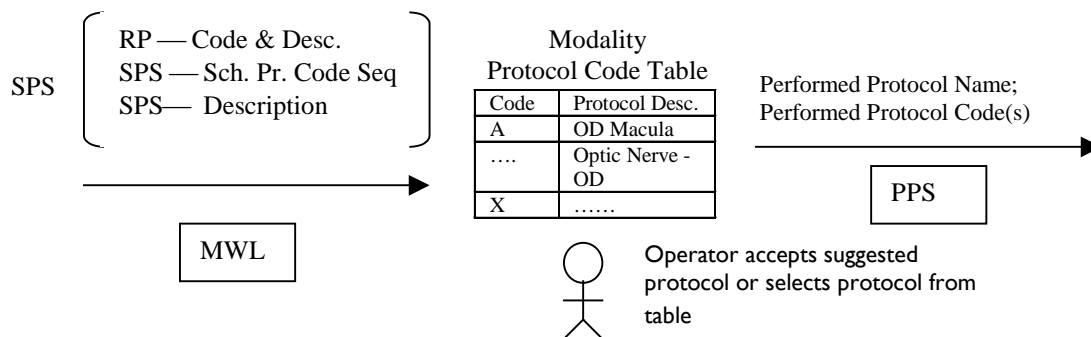 SPS
RP — Code & Desc.
SPS — Sch. Pr. Code Seq
SPS— Description
MWL
Modality
Protocol Code Table
Code Protocol Desc.
A OD Macula
…. Optic Nerve -
OD
X ……
Performed Protocol Name;
Performed Protocol Code(s)
PPS
Operator accepts suggested
protocol or selects protocol from
table